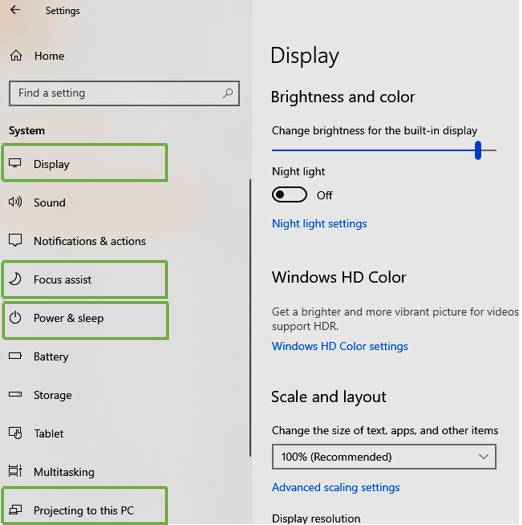 Settings
Home
Find a setting
System
Display
Sound
Notifications & actions
Focus assist
Power & sleep
Battery
Storage
Tablet
Multitasking
Projecting to this PC
Display
Brightness and color
Change brightness for the built-in display
Night light
Off
Night light settings
Windows HD Color
Get a brighter and more vibrant picture for videos
support HDR.
Windows HD Color settings
Scale and layout
Change the size of text, apps, and other items
100% (Recommended)
Advanced scaling settings
Display resolution